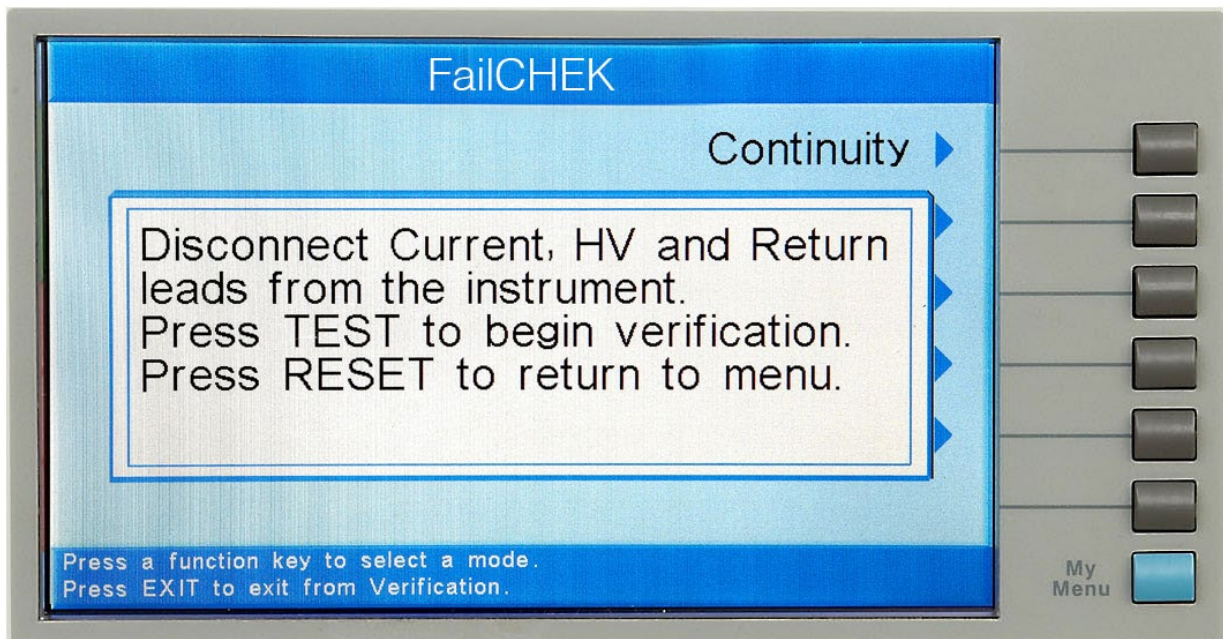 FailCHEK
Continuity
Disconnect Current, HV and Return
leads from the instrument.
Press TEST to begin verification.
Press RESET to return to menu.
Press a function key to select a mode.
Press EXIT to exit from Verification.
My
Menu